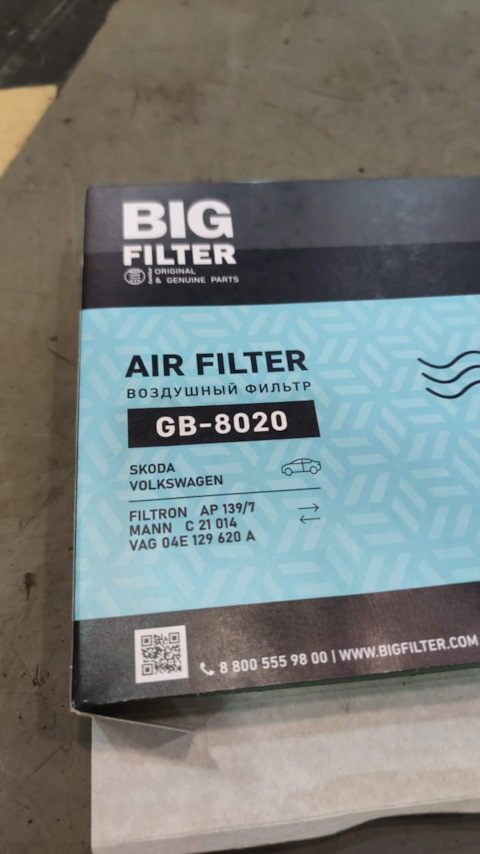 BIG
FILTER
ORIGINAL
& GENUINE PARTS
AIR FILTER
ВОЗДУШНЫЙ ФИЛЬТР
GB-8020
SKODA
VOLKSWAGEN
FILTRON AP 139/7
MANN C 21 014
VAG 04E 129 620 A
8 800 555 98 00 | WWW.BIGFILTER.COM